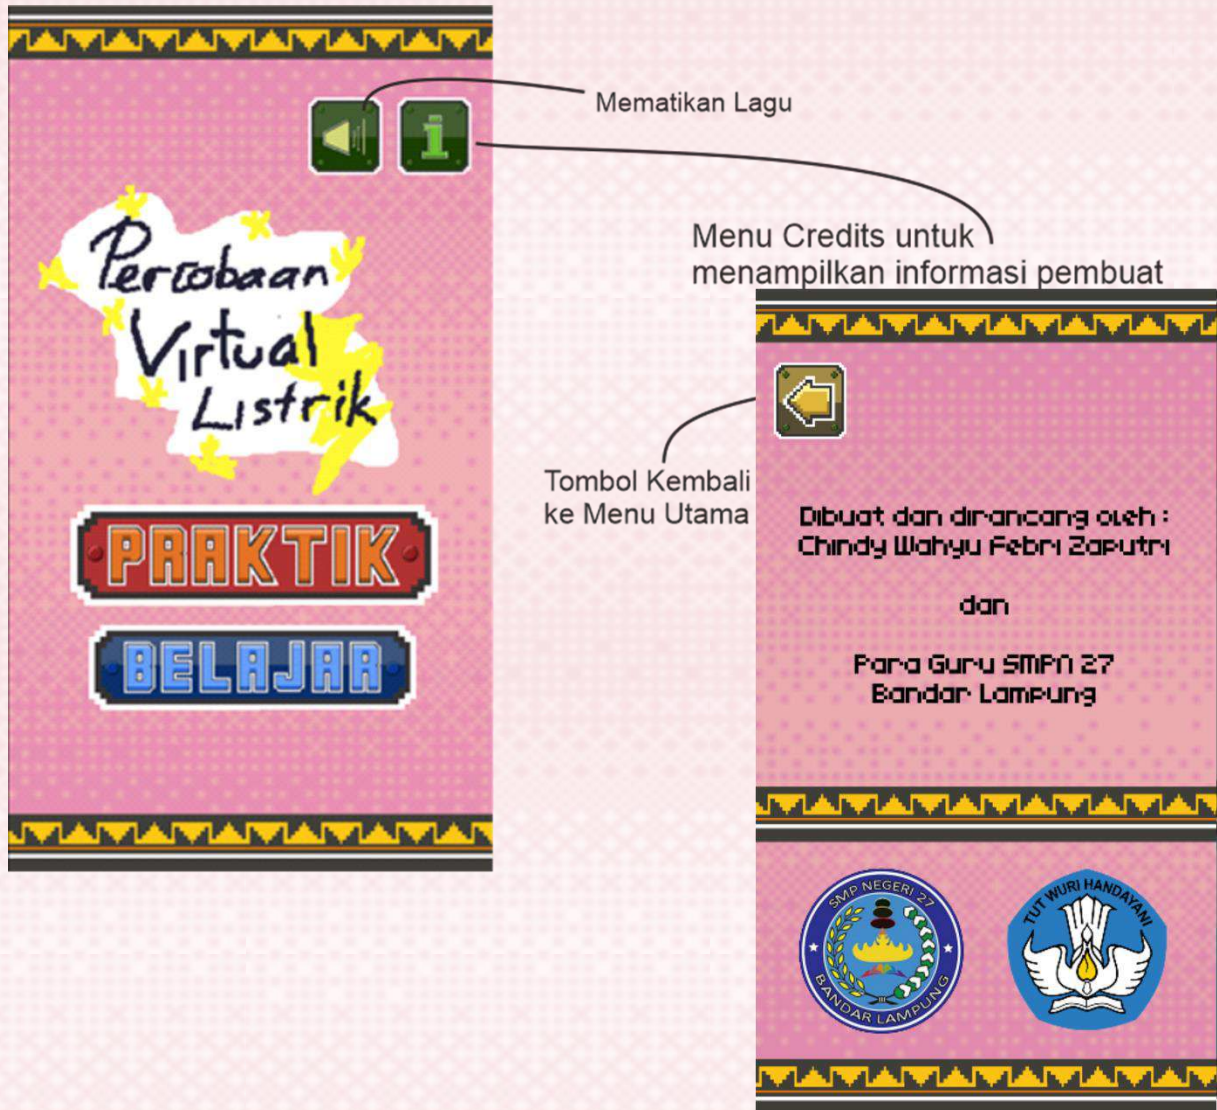 Mematikan Lagu
i
Menu Credits untuk
menampilkan informasi pembuat
Percobaan
Virtual
Listrik
PRAKTIK
BELAJAR
Tombol Kembali
ke Menu Utama
Dibuat dan dirancang oleh :
Chindy Wahyu Febri Zaputri
dan
Para Guru SMPN 27
Bandar Lampung
SMP NEGERI 27
BANDAR LAMPUNG
TUT WURI HANDAYANI